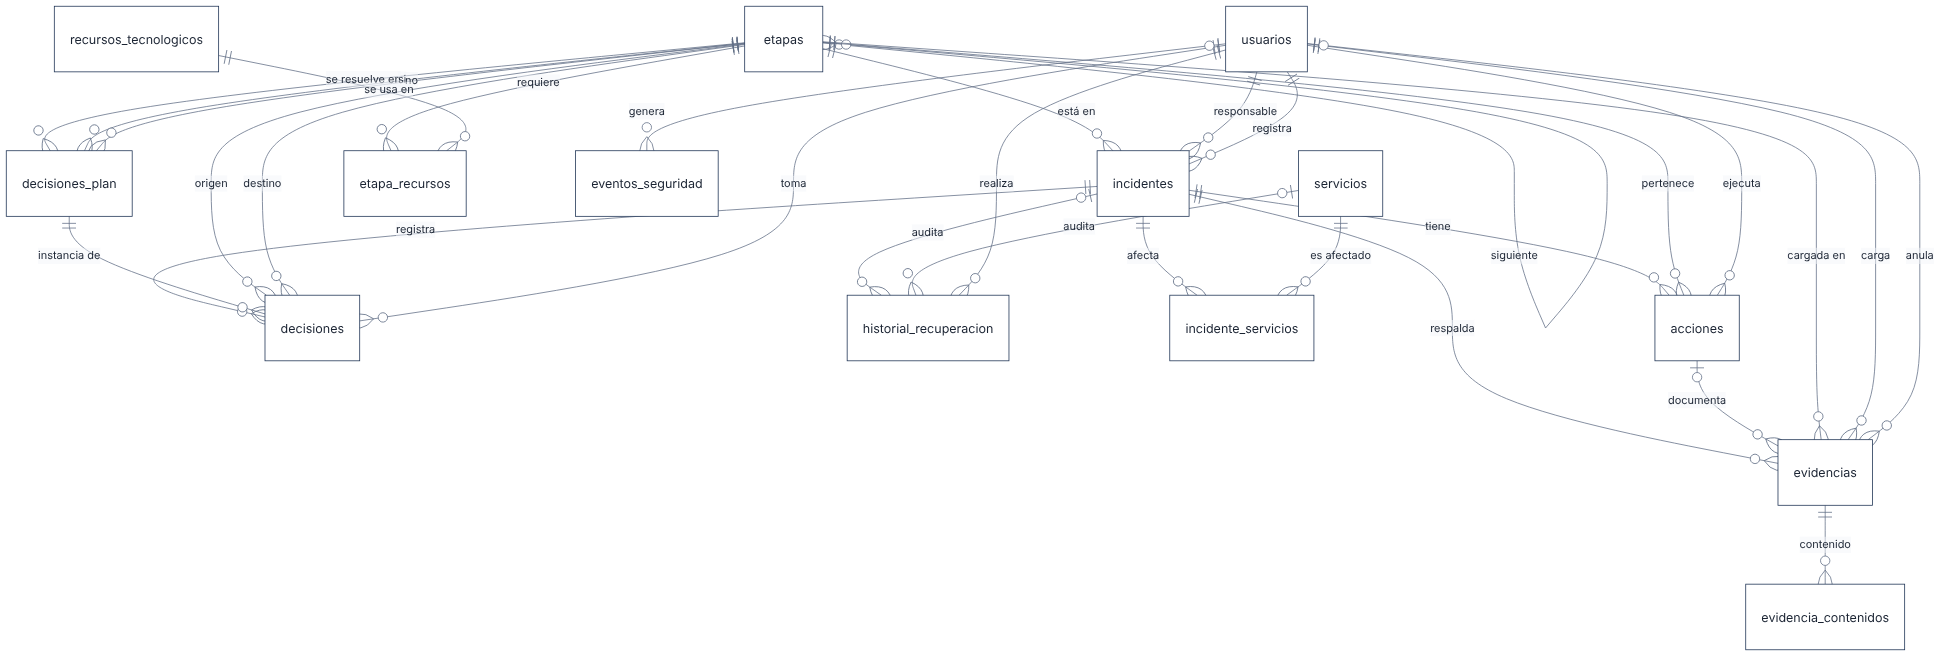 recursos_tecnologicos
etapas
usuarios
se resuelve en
sino
se usa en
requiere
genera
está en
responsable
registra
decisiones_plan
origen
destino
etapa_recursos
eventos_seguridad
toma
realiza
incidentes
servicios
pertenece
ejecuta
registra
audita
audita
tiene
instancia de
afecta
es afectado
siguiente
cargada en
carga
anula
decisiones
historial_recuperacion
incidente_servicios
respalda
acciones
documenta
evidencias
contenido
evidencia_contenidos